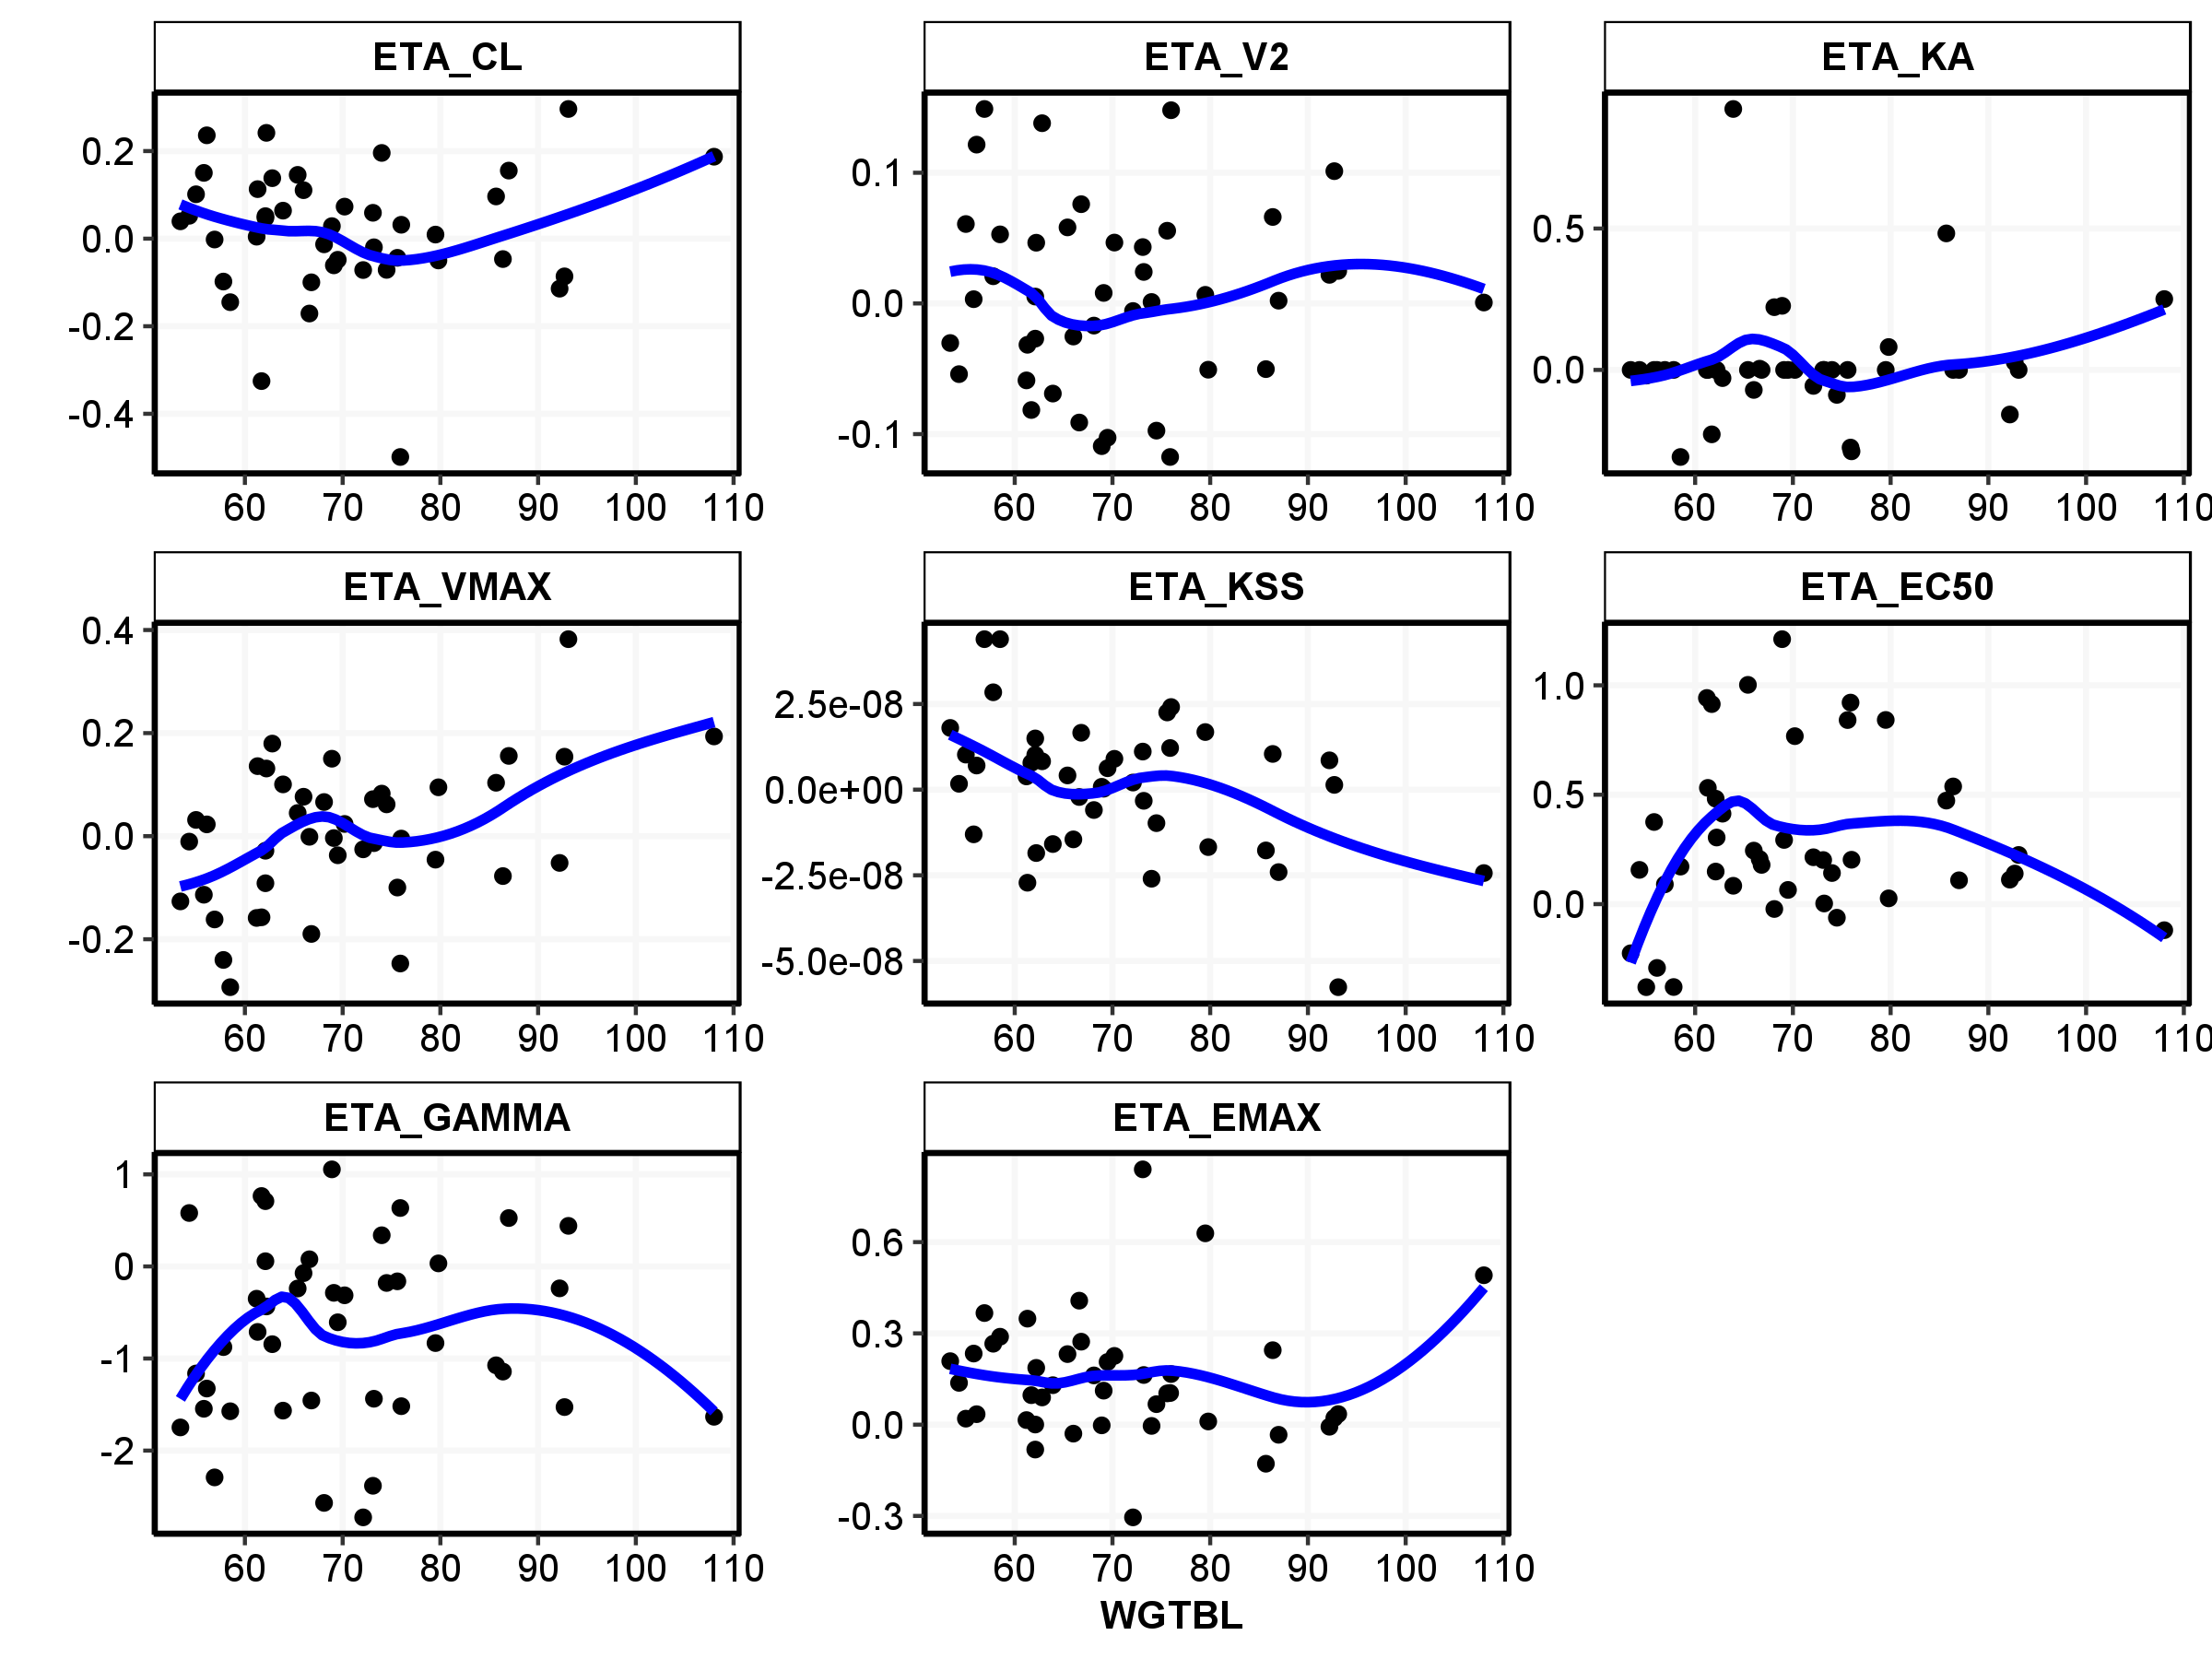 ETA_CL ETA_V2 ETA_KA
0.2 0.1 0.5
0.0 0.0 0.0
-0.2 -0.1
-0.4
60 70 80 90 100 110 60 70 80 90 100 110 60 70 80 90 100 110
ETA_VMAX ETA_KSS ETA_EC50
0.4 2.5e-08 1.0
0.2 0.0e+00 0.5
0.0 -2.5e-08 0.0
-0.2 -5.0e-08
60 70 80 90 100 110 60 70 80 90 100 110 60 70 80 90 100 110
ETA_GAMMA ETA_EMAX
1 0.6
0 0.3
-1 0.0
-2 -0.3
60 70 80 90 100 110 60 70 80 90 100 110
WGTBL